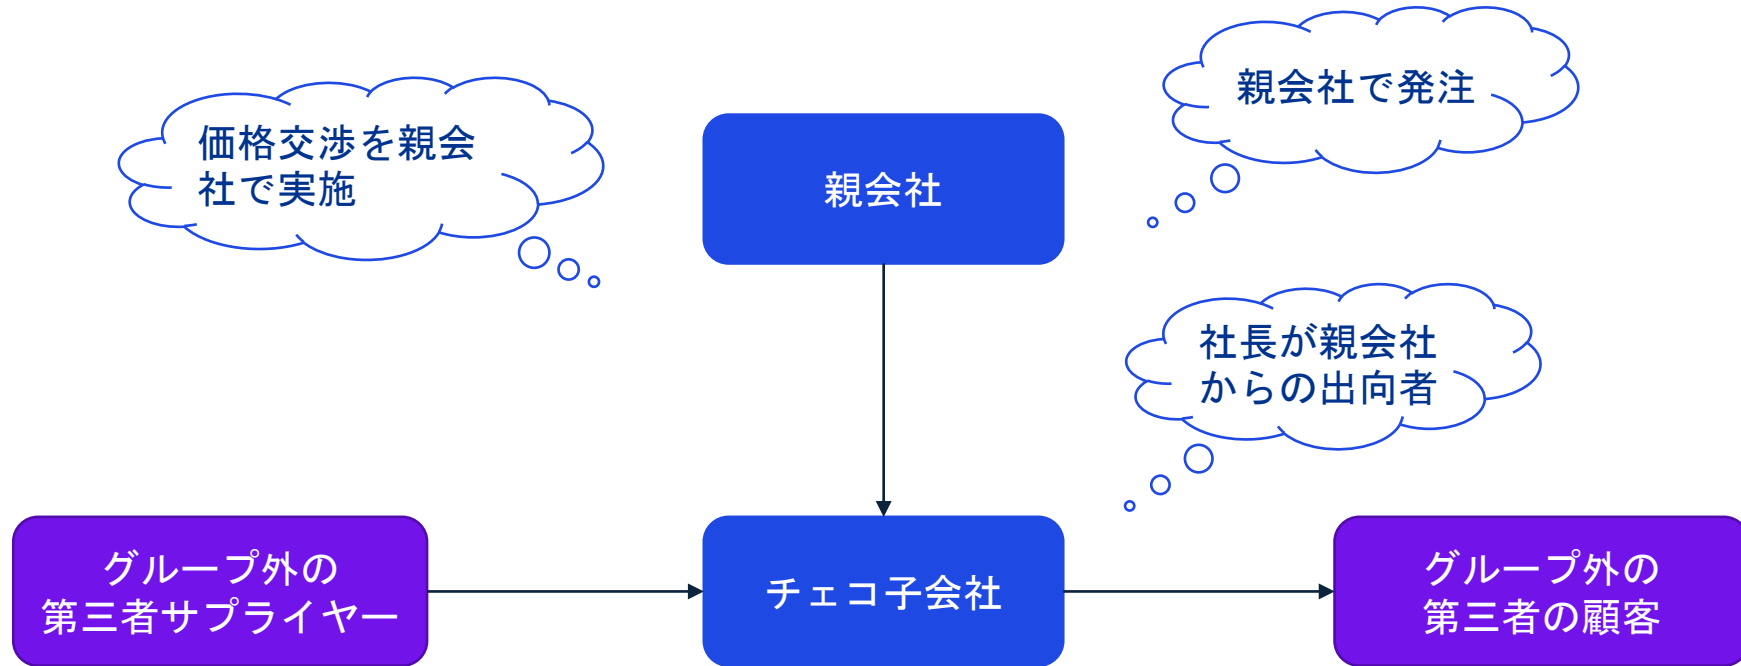 親会社で発注
価格交渉を親会
社で実施
親会社
社長が親会社
からの出向者
グループ外の
第三者サプライヤー
チェコ子会社
グループ外の
第三者の顧客